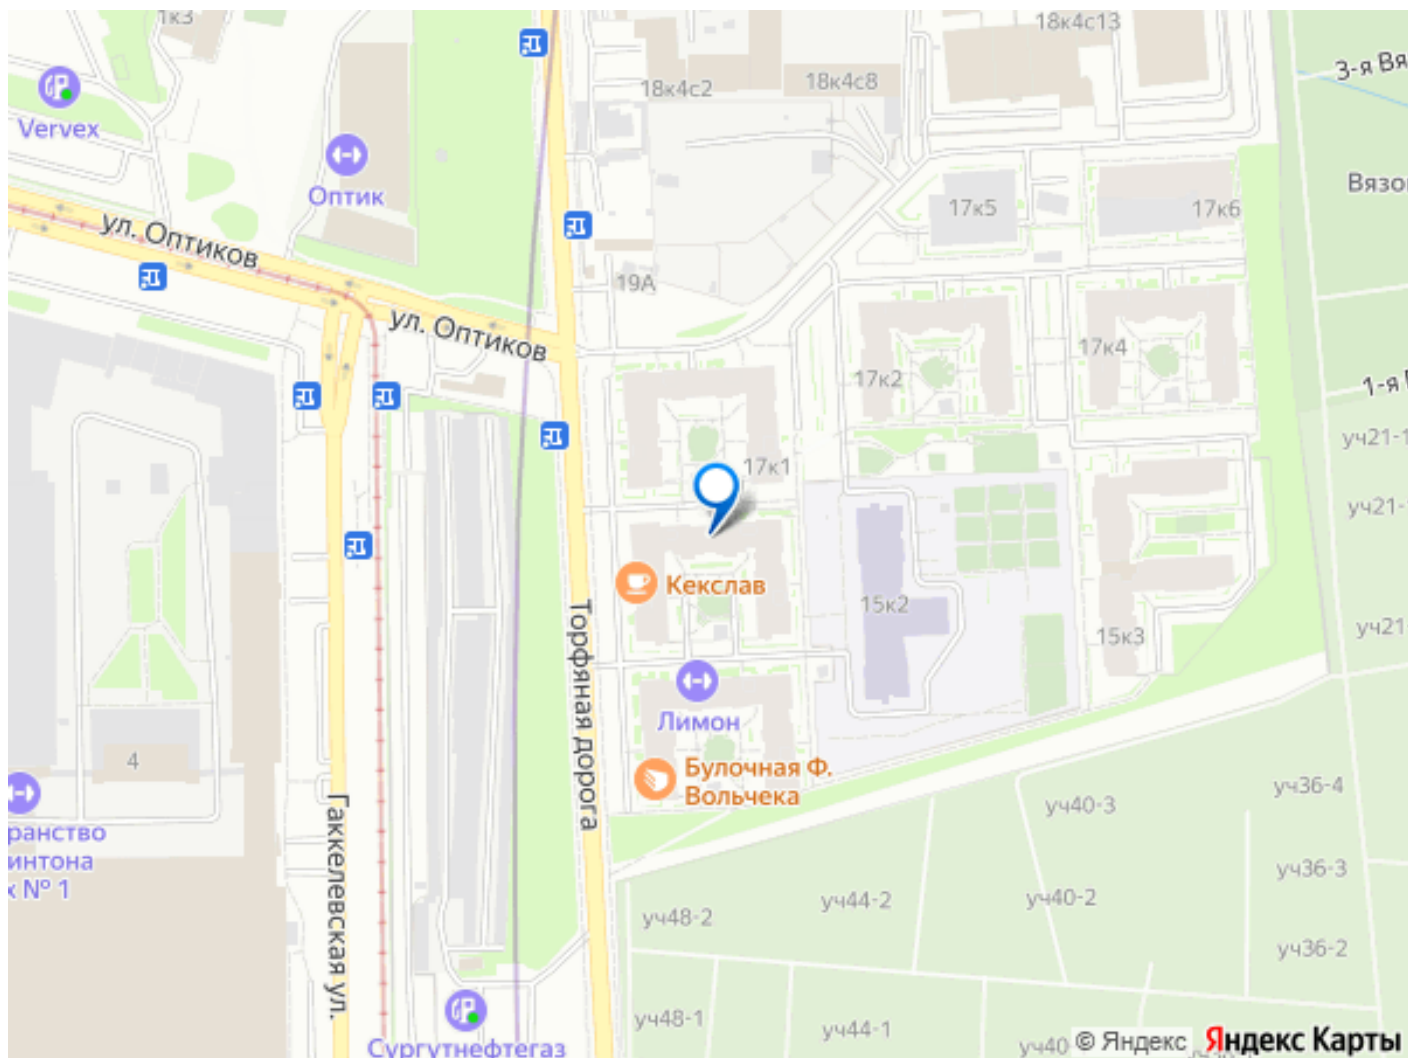 1к3
18к4с13
3-я Вя
18к4с2
18к4с8
Vervex
Оптик
Вязо
17к5
17к6
ул. Оптиков
19А
ул. Оптиков
17к4
17к2
1-я
уч21-1
17к1
уч21-
Кекслав
15к2
уч21
15к3
Торфяная дорога
Лимон
4
Булочная Ф.
Вольчека
уч36-4
уч40-3
ранство
интона
х № 1
Гаккелевская ул.
уч36-3
уч44-2
уч40-2
уч48-2
уч36-2
уч48-1
уч44-1
уч40
Сургутнефтегаз
© Яндекс Яндекс Карты